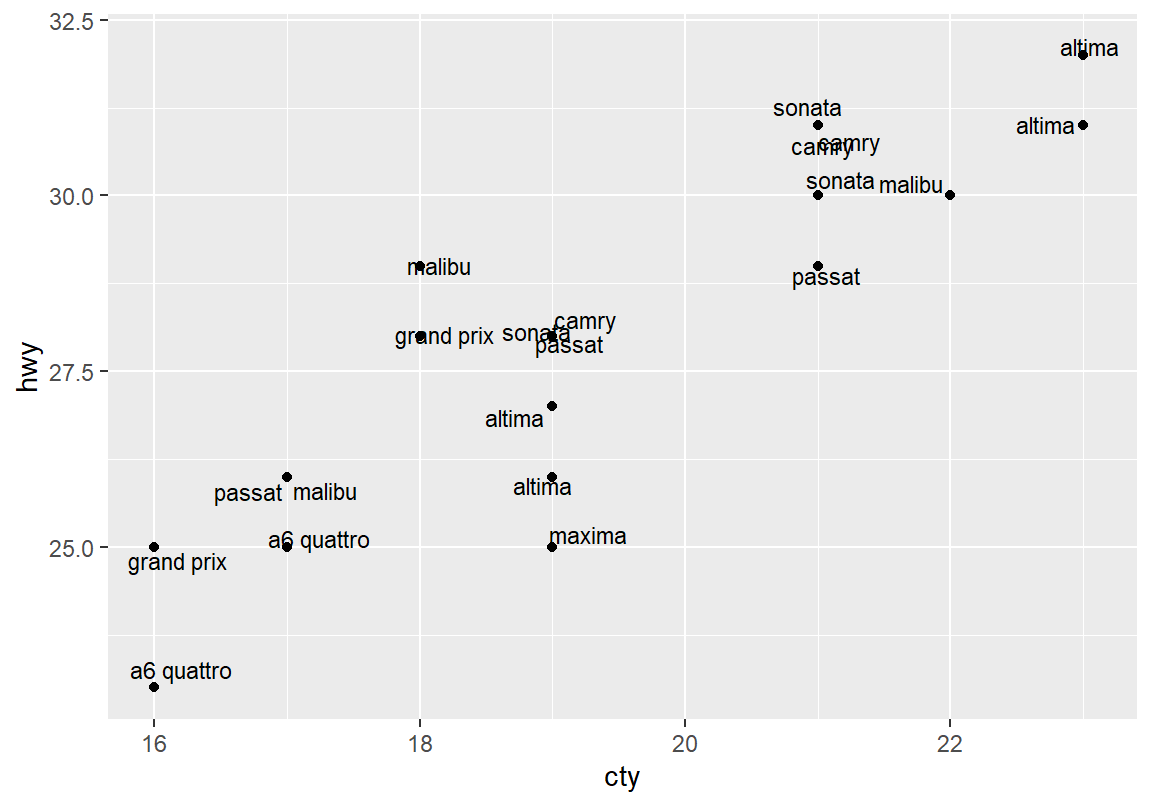 32.5
altima
sonata
altima
camry
camry
30.0
sonata
malibu
malibu
passat
camry
sonata
grand prix
passat
27.5
hwy
altima
altima
passat
malibu
maxima
a6 quattro
25.0
grand prix
a6 quattro
16
18
20
22
cty